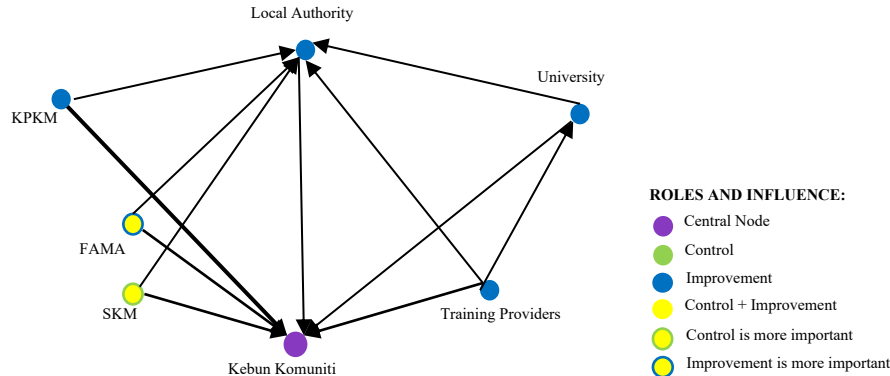 Local Authority
University
KPKM
FAMA
SKM
Training Providers
Kebun Komuniti
ROLES AND INFLUENCE:
Central Node
Control
Improvement
Control + Improvement
Control is more important
Improvement is more important